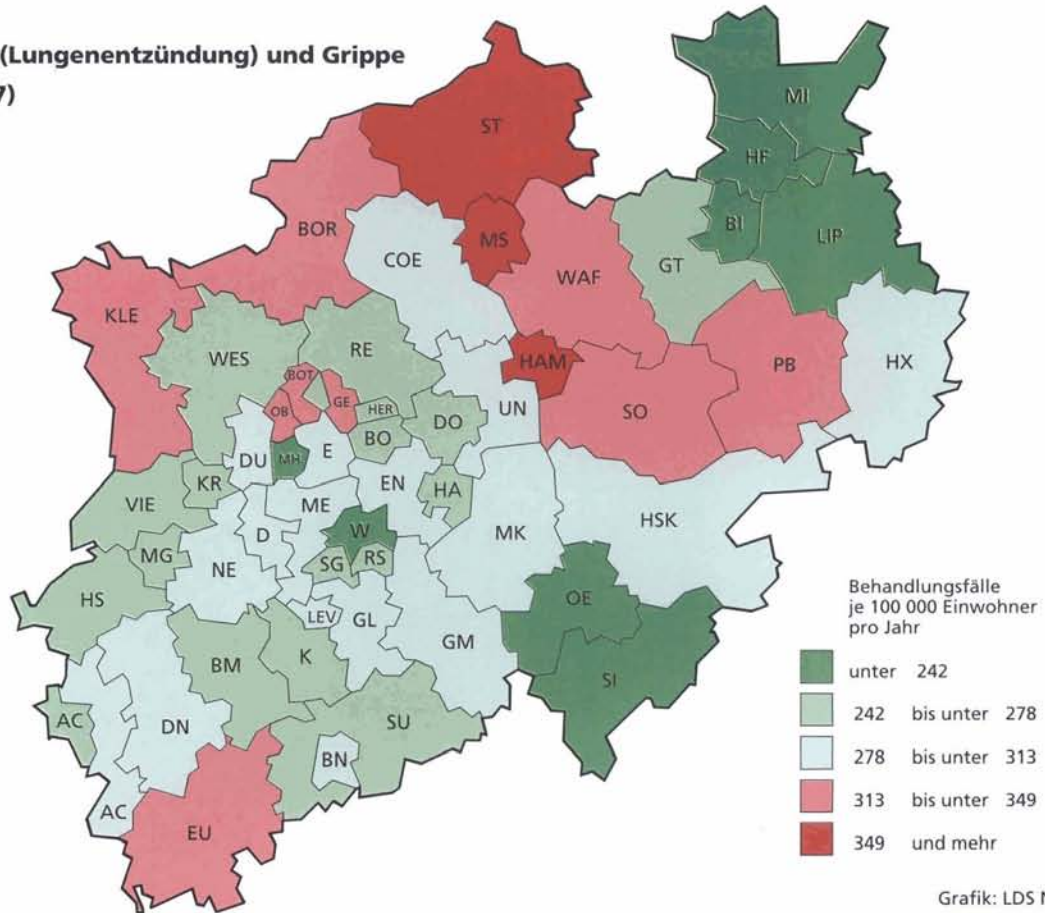 (Lungenentzündung) und Grippe
7)
MI
ST
HF
BI
LIP
BOR
MS
COE
GT
WAF
KLE
WES
RE
HAM
PB
HX
BOT
OB
GE
HER
SO
UN
DO
BO
DU
MH
E
EN
HA
KR
VIE
ME
MK
HSK
D
W
MG
NE
SG
RS
HS
OE
LEV
GL
GM
K
BM
SI
AC
DN
SU
BN
AC
EU
Behandlungsfälle
je 100 000 Einwohner
pro Jahr
unter 242
242 bis unter 278
278 bis unter 313
313 bis unter 349
349 und mehr
Grafik: LDS N